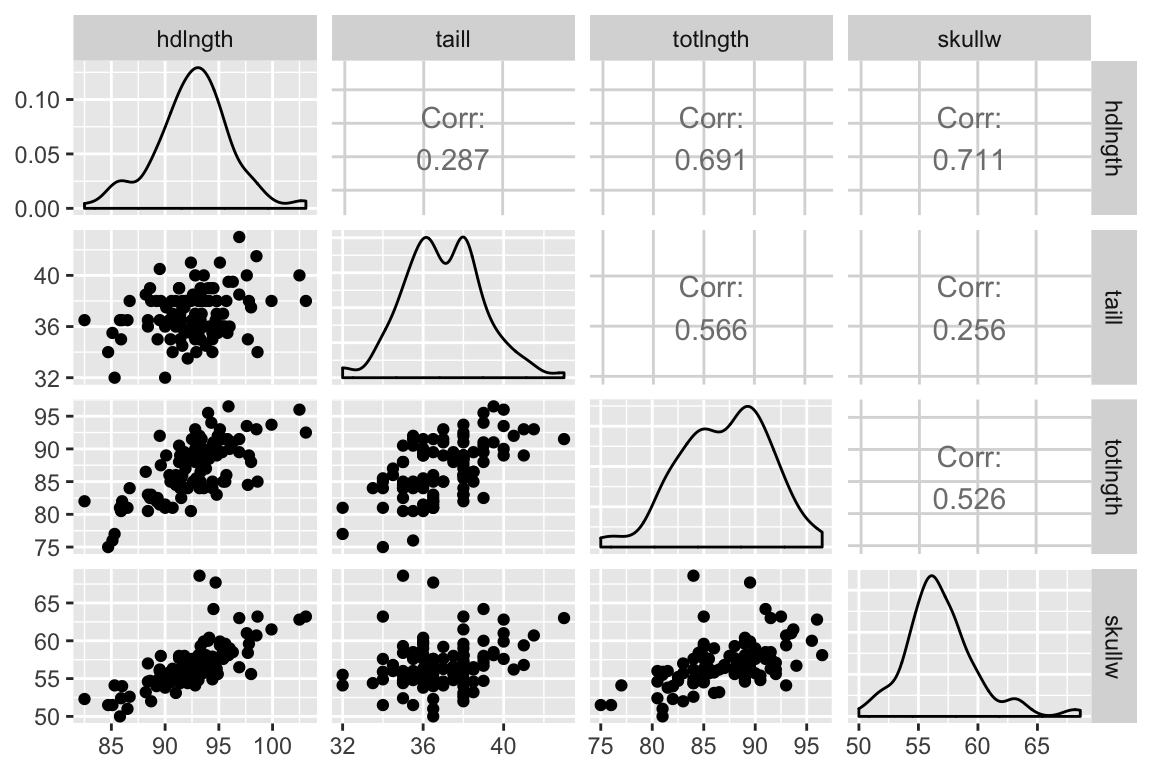 hdlngth taill totlngth skullw
0.10
0.05
0.00
Corr:
0.287
Corr:
0.691
Corr:
0.711
hdlngth
40
36
32
Corr:
0.566
Corr:
0.256
taill
95
90
85
80
75
Corr:
0.526
totlngth
65
60
55
50
skullw
85 90 95 100 32 36 40 75 80 85 90 95 50 55 60 65